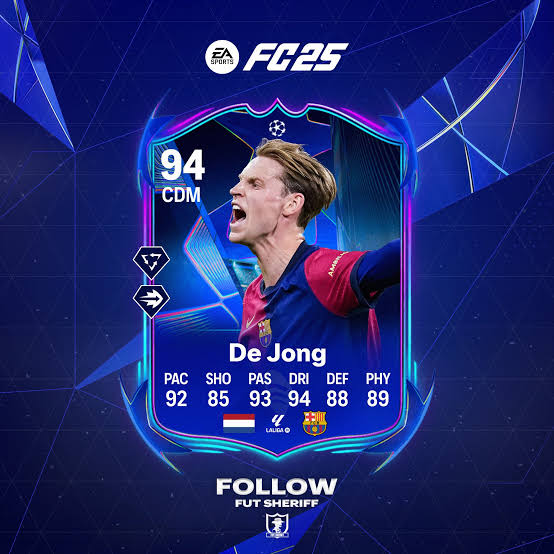 EA
SPORTS
FC25
94
CDM
De Jong
PAC SHO PAS DRI DEF PHY
92 85 93 94 88 89
LALIGA
FOLLOW
FUT SHERIFF